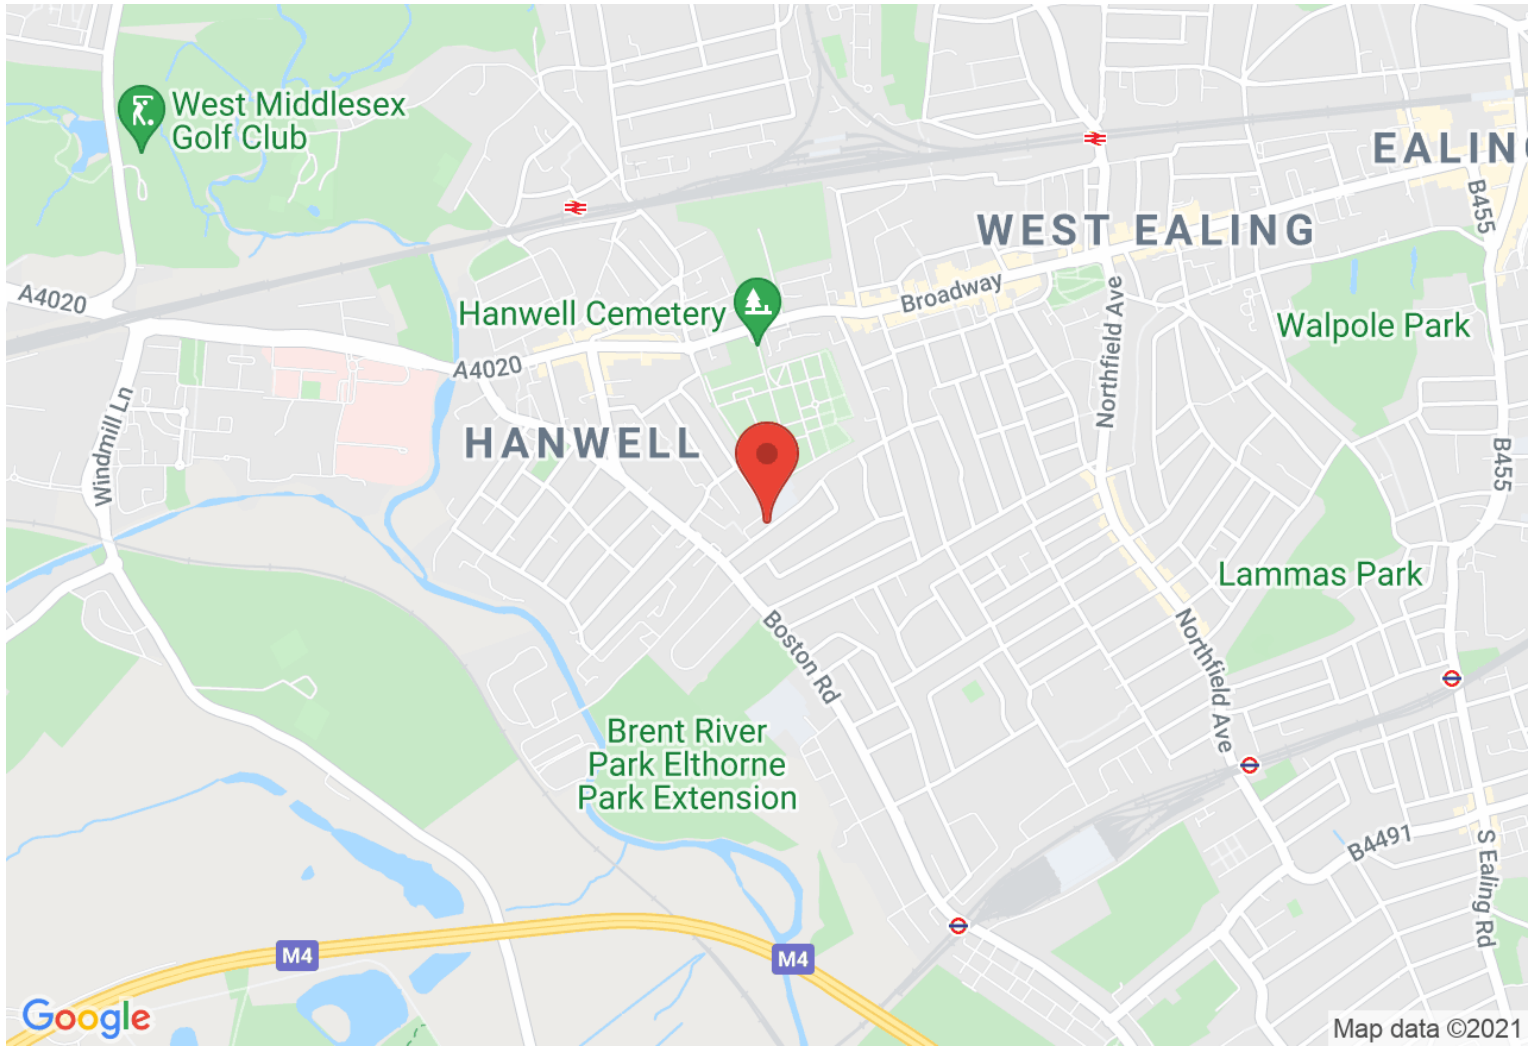 West Middlesex
Golf Club
EALIN
B455
WEST EALING
A4020
Broadway
Hanwell Cemetery
Northfield Ave
Walpole Park
A4020
Windmill Ln
HANWELL
B455
Lammas Park
Boston Rd
Northfield Ave
Brent River
Park Elthorne
Park Extension
B4491
S Ealing Rd
M4
M4
Google
Map data ©2021